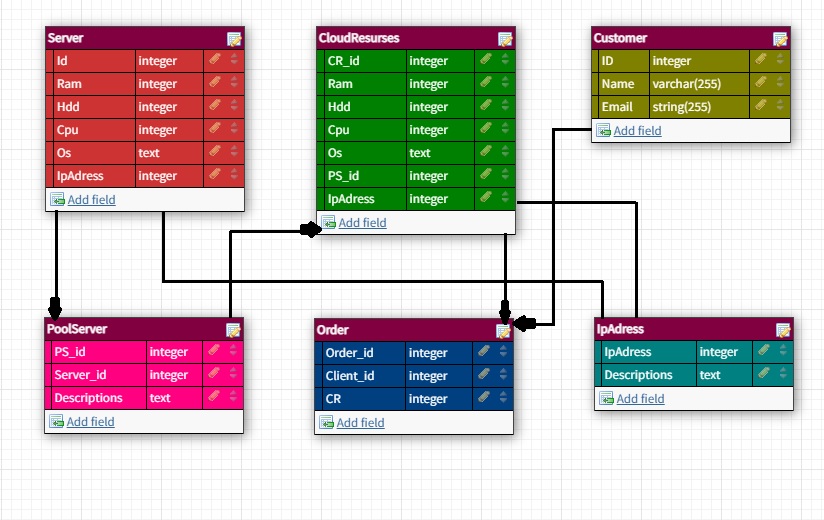 Server
Id integer
Ram integer
Hdd integer
Cpu integer
Os text
IpAdress integer
Add field
CloudResurses
CR_id integer
Ram integer
Hdd integer
Cpu integer
Os text
PS_id integer
IpAdress integer
Add field
Customer
ID integer
Name varchar(255)
Email string(255)
Add field
PoolServer
PS_id integer
Server_id integer
Descriptions text
Add field
Order
Order_id integer
Client_id integer
CR integer
Add field
IpAdress
IpAdress integer
Descriptions text
Add field